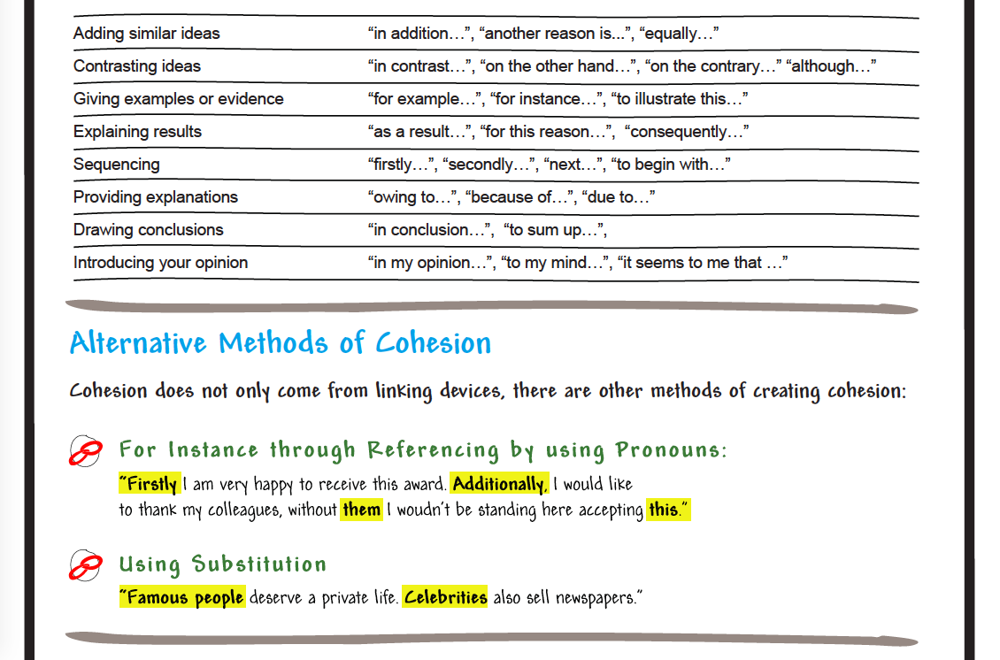 Adding similar ideas “in addition…”, “another reason is...”, “equally…”
Contrasting ideas “in contrast…”, “on the other hand…”, “on the contrary…” “although…”
Giving examples or evidence “for example…”, “for instance…”, “to illustrate this…”
Explaining results “as a result…”, “for this reason…”, “consequently…”
Sequencing “firstly…”, “secondly…”, “next…”, “to begin with…”
Providing explanations “owing to…”, “because of…”, “due to…”
Drawing conclusions “in conclusion…”, “to sum up…”,
Introducing your opinion “in my opinion…”, “to my mind…”, “it seems to me that …”
Alternative Methods of Cohesion
Cohesion does not only come from linking devices, there are other methods of creating cohesion:
For Instance through Referencing by using Pronouns:
“Firstly I am very happy to receive this award. Additionally, I would like
to thank my colleagues, without them I woudn’t be standing here accepting this.”
Using Substitution
“Famous people deserve a private life. Celebrities also sell newspapers.”